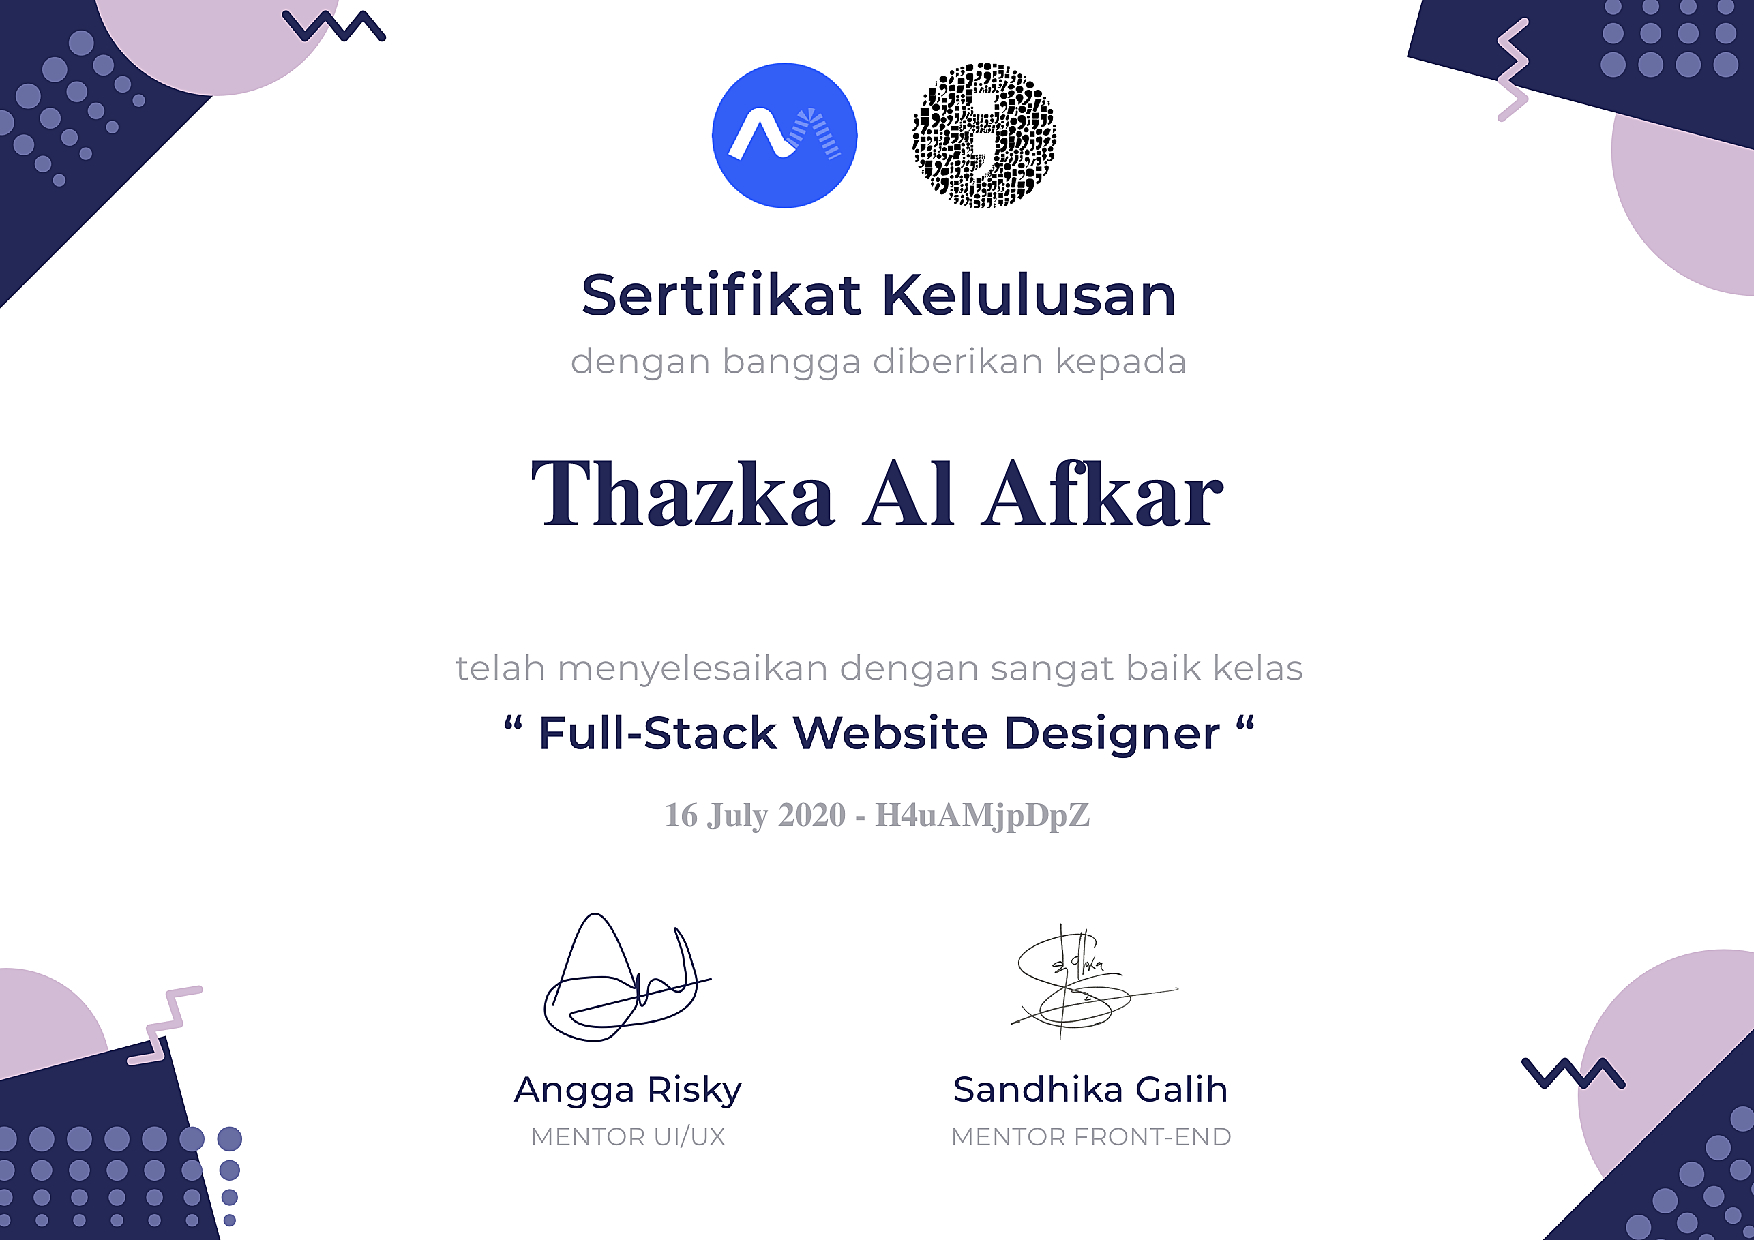 Sertifikat Kelulusan
dengan bangga diberikan kepada
Thazka Al Afkar
telah menyelesaikan dengan sangat baik kelas
“ Full-Stack Website Designer “
16 July 2020 - H4uAMjpDpZ
Angga Risky
Sandhika Galih
MENTOR UI/UX
MENTOR FRONT-END